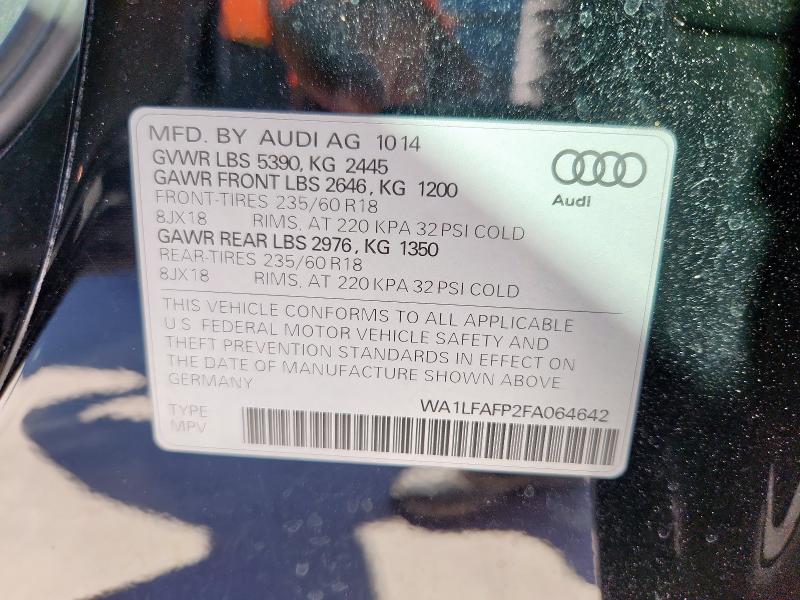 MFD. BY AUDI AG 1014
GVWR LBS 5390, KG 2445
GAWR FRONT LBS 2646, KG 1200
FRONT-TIRES 235/60 R18
8JX18 RIMS, AT 220 KPA 32 PSI COLD
GAWR REAR LBS 2976, KG 1350
REAR-TIRES 235/60 R18
8JX18 RIMS, AT 220 KPA 32 PSI COLD
Audi
THIS VEHICLE CONFORMS TO ALL APPLICABLE
U.S. FEDERAL MOTOR VEHICLE SAFETY AND
THEFT PREVENTION STANDARDS IN EFFECT ON
THE DATE OF MANUFACTURE SHOWN ABOVE
GERMANY
TYPE WA1LFAFP2FA064642
MPV